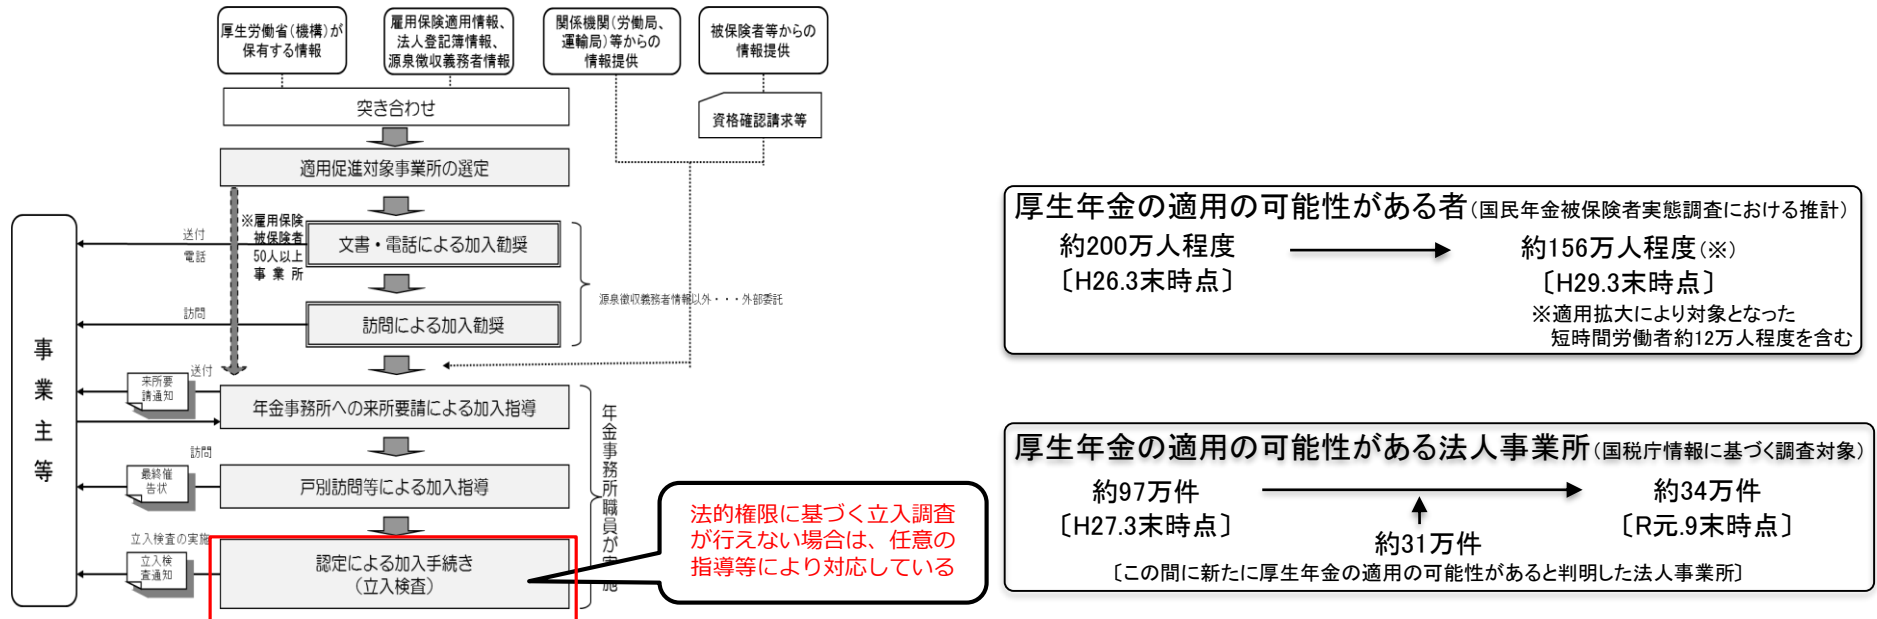 厚生労働省(機構)が
保有する情報
雇用保険適用情報、
法人登記簿情報、
源泉徴収義務者情報
関係機関(労働局、
運輸局)等からの
情報提供
被保険者等からの
情報提供
突き合わせ
資格確認請求等
適用促進対象事業所の選定
※雇用保険
被保険者
50人以上
事業所
送付
電話
文書・電話による加入勧奨
源泉徴収義務者情報以外・・・外部委託
訪問
訪問による加入勧奨
事業主等
送付
来所要
請通知
年金事務所への来所要請による加入指導
訪問
最終催
告状
戸別訪問等による加入指導
立入検査の実施
立入検
査通知
認定による加入手続き
(立入検査)
年金事務所職員が実施
法的権限に基づく立入調査
が行えない場合は、任意の
指導等により対応している
厚生年金の適用の可能性がある者(国民年金被保険者実態調査における推計)
約200万人程度
〔H26.3末時点〕
約156万人程度(※)
〔H29.3末時点〕
※適用拡大により対象となった
短時間労働者約12万人程度を含む
厚生年金の適用の可能性がある法人事業所(国税庁情報に基づく調査対象)
約97万件
〔H27.3末時点〕
約34万件
〔R元.9末時点〕
約31万件
〔この間に新たに厚生年金の適用の可能性があると判明した法人事業所〕